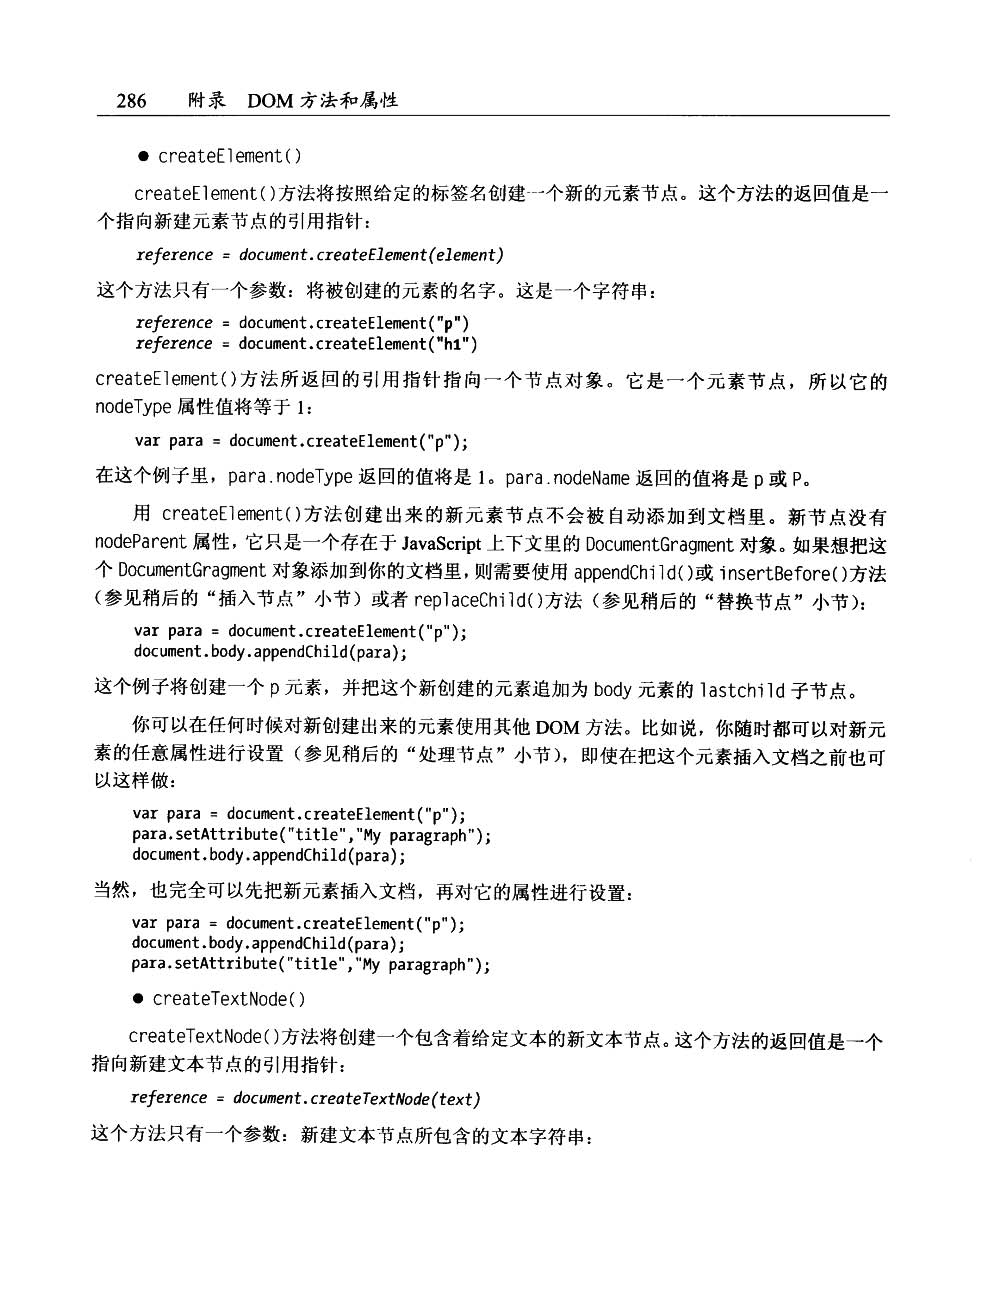 286 附录 DOM 方法和属性
● createElement()
createElement()方法将按照给定的标签名创建一个新的元素节点。这个方法的返回值是一
个指向新建元素节点的引用指针：
reference = document.createElement(element)
这个方法只有一个参数：将被创建的元素的名字。这是一个字符串：
reference = document.createElement("p")
reference = document.createElement("h1")
createElement()方法所返回的引用指针指向一个节点对象。它是一个元素节点，所以它的
nodeType 属性值将等于 1：
var para = document.createElement("p");
在这个例子里，para.nodeType 返回的值将是 1。para.nodeName 返回的值将是 p 或 P。
用 createElement()方法创建出来的新元素节点不会被自动添加到文档里。新节点没有
nodeParent 属性，它只是一个存在于 JavaScript 上下文里的 DocumentGragment 对象。如果想把这
个 DocumentGragment 对象添加到你的文档里，则需要使用 appendChild()或 insertBefore()方法
（参见稍后的“插入节点”小节）或者 replaceChild()方法（参见稍后的“替换节点”小节）：
var para = document.createElement("p");
document.body.appendChild(para);
这个例子将创建一个 p 元素，并把这个新创建的元素追加为 body 元素的 lastchild 子节点。
你可以在任何时候对新创建出来的元素使用其他 DOM 方法。比如说，你随时都可以对新元
素的任意属性进行设置（参见稍后的“处理节点”小节），即使在把这个元素插入文档之前也可
以这样做：
var para = document.createElement("p");
para.setAttribute("title","My paragraph");
document.body.appendChild(para);
当然，也完全可以先把新元素插入文档，再对它的属性进行设置：
var para = document.createElement("p");
document.body.appendChild(para);
para.setAttribute("title","My paragraph");
● createTextNode()
createTextNode()方法将创建一个包含着给定文本的新文本节点。这个方法的返回值是一个
指向新建文本节点的引用指针：
reference = document.createTextNode(text)
这个方法只有一个参数：新建文本节点所包含的文本字符串：